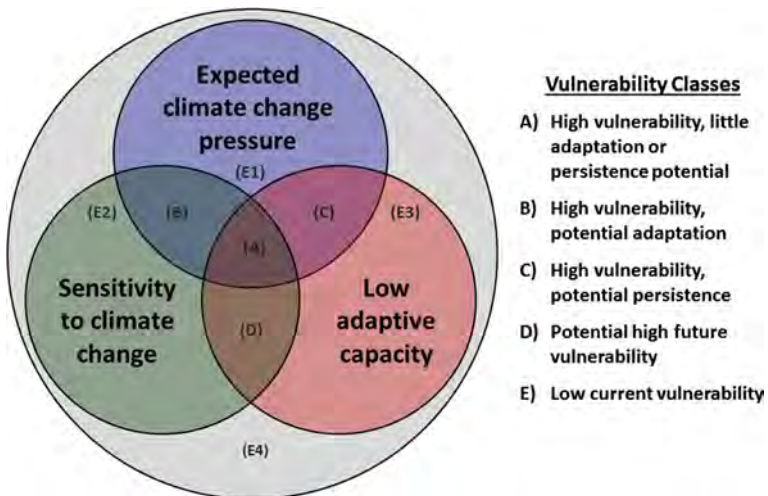 Expected
climate change
pressure
(E1)
(E2)
(B)
(C)
(E3)
(A)
Sensitivity
to climate
change
Low
adaptive
capacity
(D)
(E4)
Vulnerability Classes
A) High vulnerability, little
adaptation or
persistence potential
B) High vulnerability,
potential adaptation
C) High vulnerability,
potential persistence
D) Potential high future
vulnerability
E) Low current vulnerability